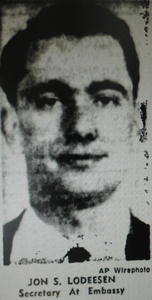 AP Wirephoto
JON S. LODEESEN
Secretary At Embassy